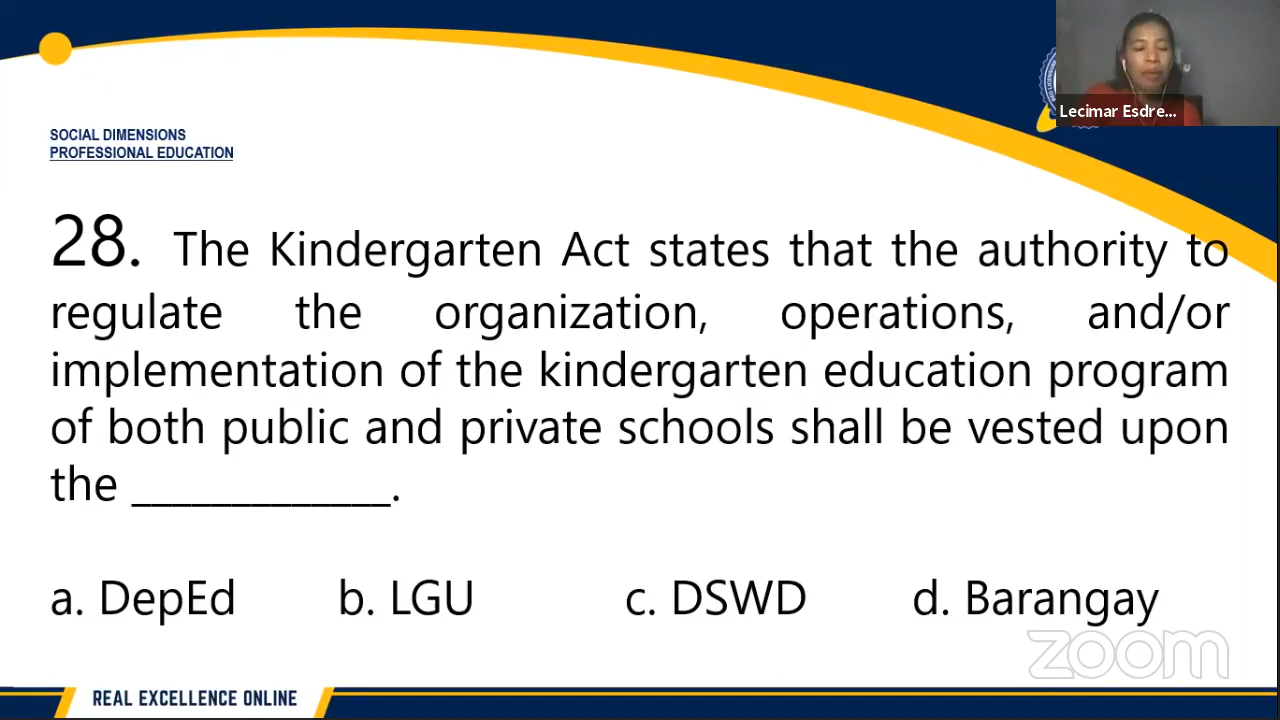 Lecimar Esdre...
SOCIAL DIMENSIONS
PROFESSIONAL EDUCATION
28. The Kindergarten Act states that the authority to
regulate the organization, operations, and/or
implementation of the kindergarten education program
of both public and private schools shall be vested upon
the _____________.
a. DepEd b. LGU c. DSWD d. Barangay
zoom
REAL EXCELLENCE ONLINE